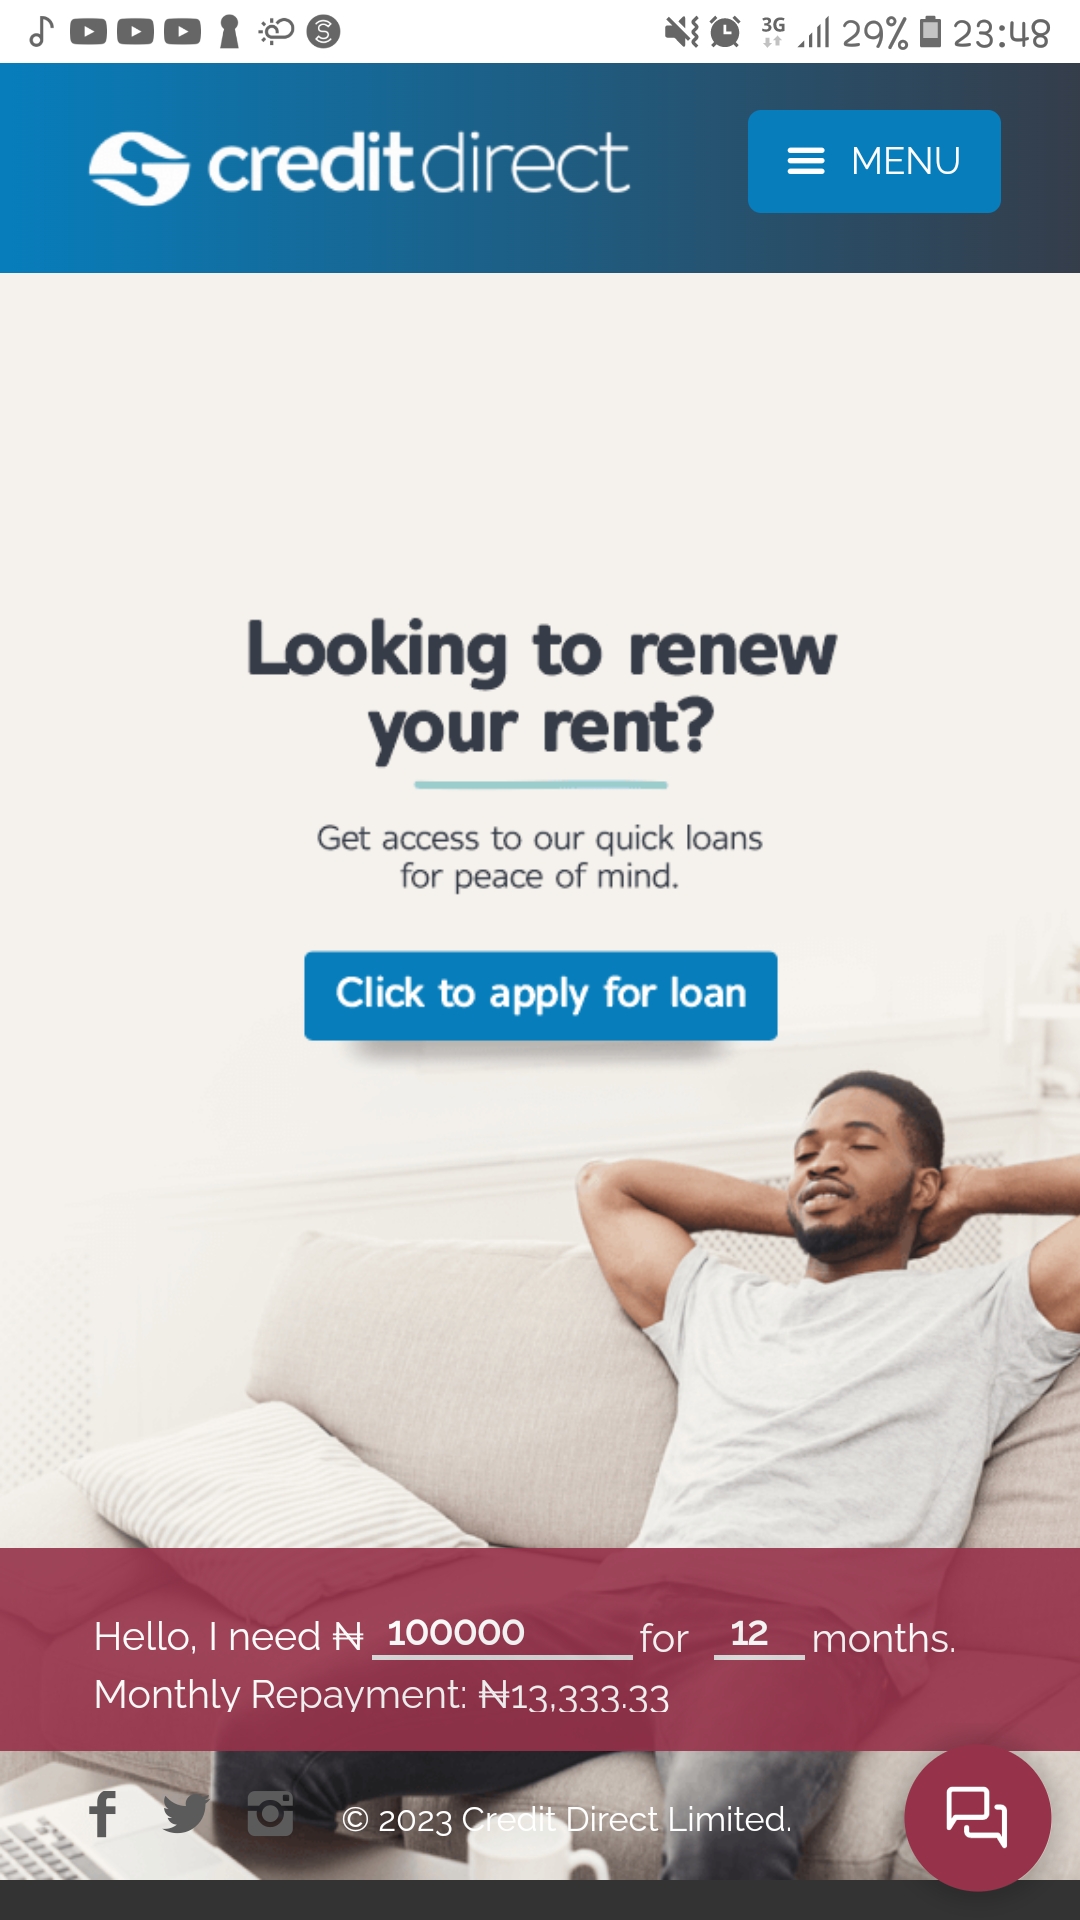 3G 29% 23:48
creditdirect
MENU
Looking to renew
your rent?
Get access to our quick loans
for peace of mind.
Click to apply for loan
Hello, I need ₦ 100000 for 12 months.
Monthly Repayment: ₦13,333.33
© 2023 Credit Direct Limited.